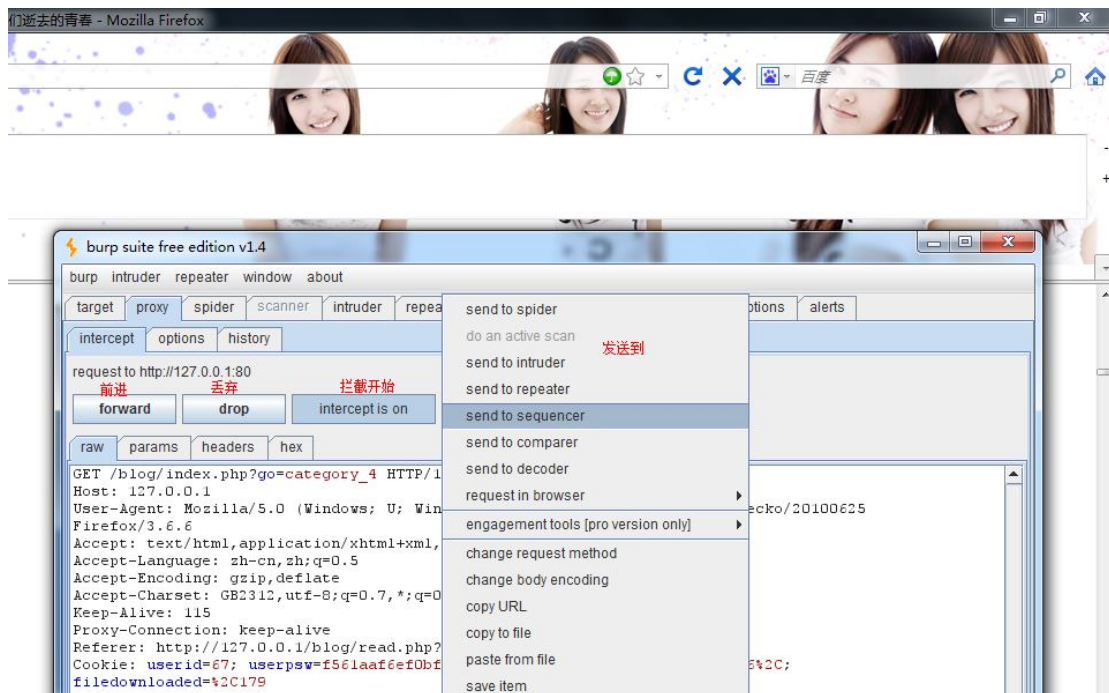 们逝去的青春 - Mozilla Firefox
百度
-
+
burp suite free edition v1.4
burp intruder repeater window about
target proxy spider scanner intruder repea ptions alerts
intercept options history
request to http://127.0.0.1:80
前进 丢弃 拦截开始
forward drop intercept is on
raw params headers hex
GET /blog/index.php?go=category_4 HTTP/1
Host: 127.0.0.1
User-Agent: Mozilla/5.0 (Windows; U; Win ecko/20100625
Firefox/3.6.6
Accept: text/html,application/xhtml+xml,
Accept-Language: zh-cn,zh;q=0.5
Accept-Encoding: gzip,deflate
Accept-Charset: GB2312,utf-8;q=0.7,*;q=0
Keep-Alive: 115
Proxy-Connection: keep-alive
Referer: http://127.0.0.1/blog/read.php?
Cookie: userid=67; userpsw=f561aaf6ef0bf 6%2C;
filedownloaded=%2C179
send to spider
do an active scan
发送到
send to intruder
send to repeater
send to sequencer
send to comparer
send to decoder
request in browser
engagement tools [pro version only]
change request method
change body encoding
copy URL
copy to file
paste from file
save item